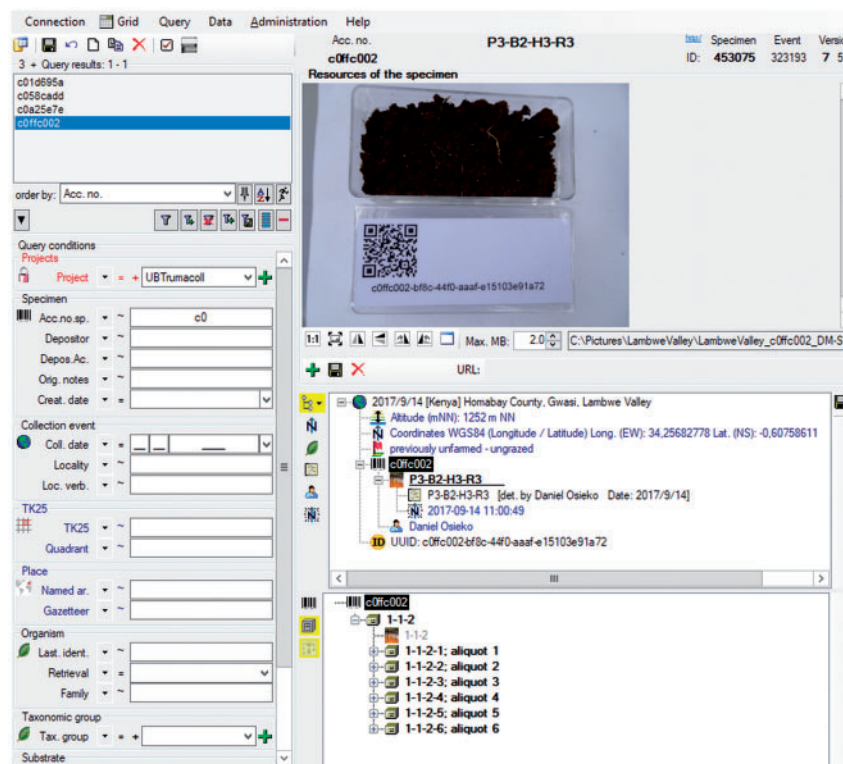 Connection Grid Query Data Administration Help
3 + Query results: 1 - 1
c01d695a
c058cadd
c0a25e7e
c0ffc002
order by: Acc. no.
Query conditions
Projects
Project = + UBTrumacoll
Specimen
Acc.no.sp. ~ c0
Depositor ~
Depos.Ac. ~
Orig. notes ~
Creat. date =
Collection event
Coll. date =
Locality ~
Loc. verb. ~
TK25
TK25 ~
Quadrant ~
Place
Named ar. ~
Gazetteer ~
Organism
Last. ident. ~
Retrieval =
Family ~
Taxonomic group
Tax. group = +
Substrate
Acc. no. P3-B2-H3-R3 Specimen Event Versi
c0ffc002 ID: 453075 323193 7 5
Resources of the specimen
c0ffc002-bf8c-44f0-aaaf-e15103e91a72
1:1 Max. MB: 2.0 C:\Pictures\LambweValley\LambweValley_c0ffc002_DM-S
URL:
2017/9/14 [Kenya] Homabay County, Gwasi, Lambwe Valley
Altitude (mNN): 1252 m NN
Coordinates WGS84 (Longitude / Latitude) Long. (EW): 34,25682778 Lat. (NS): -0,60758611
previously unfarmed - ungrazed
c0ffc002
P3-B2-H3-R3
P3-B2-H3-R3 [det. by Daniel Osieko Date: 2017/9/14]
2017-09-14 11:00:49
Daniel Osieko
ID UUID: c0ffc002-bf8c-44f0-aaaf-e15103e91a72
c0ffc002
1-1-2
1-1-2
1-1-2-1; aliquot 1
1-1-2-2; aliquot 2
1-1-2-3; aliquot 3
1-1-2-4; aliquot 4
1-1-2-5; aliquot 5
1-1-2-6; aliquot 6